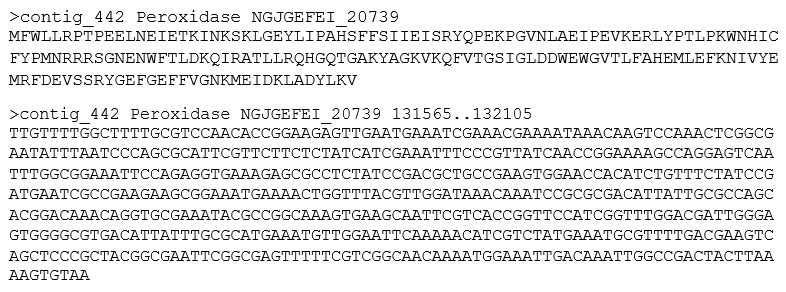 >contig_442 Peroxidase NGJGEFEI_20739
MFWLLRPTPEELNEIETKINKSKLGEYLIPAHSFFSIIEISRYQPEKPGVNLAEIPEVKERLYPTLPKWNHIC
FYPMNRRRSGNENWFTLDKQIRATLLRQHGQTGAKYAGKVKQFVTGSIGLDDWEWGVTLFAHEMLEFKNIVYE
MRFDEVSSRYGEFGEFFVGNKMEIDKLADYLKV
>contig_442 Peroxidase NGJGEFEI_20739 131565..132105
TTGTTTTGGCTTTTGCGTCCAACACCGGAAGAGTTGAATGAAATCGAAACGAAAATAAACAAGTCCAAACTCGGCG
AATATTTAATCCCAGCGCATTCGTTCTTCTCTATCATCGAAATTTCCCGTTATCAACCGGAAAAGCCAGGAGTCAA
TTTGGCGGAAATTCCAGAGGTGAAAGAGCGCCTCTATCCGACGCTGCCGAAGTGGAACCACATCTGTTTCTATCCG
ATGAATCGCCGAAGAAGCGGAAATGAAAACTGGTTTACGTTGGATAAACAAATCCGCGCGACATTATTGCGCCAGC
ACGGACAAACAGGTGCGAAATACGCCGGCAAAGTGAAGCAATTCGTCACCGGTTCCATCGGTTTGGACGATTGGGA
GTGGGGCGTGACATTATTTGCGCATGAAATGTTGGAATTCAAAAACATCGTCTATGAAATGCGTTTTGACGAAGTC
AGCTCCCGCTACGGCGAATTCGGCGAGTTTTTCGTCGGCAACAAAATGGAAATTGACAAATTGGCCGACTACTTAA
AAGTGTAA